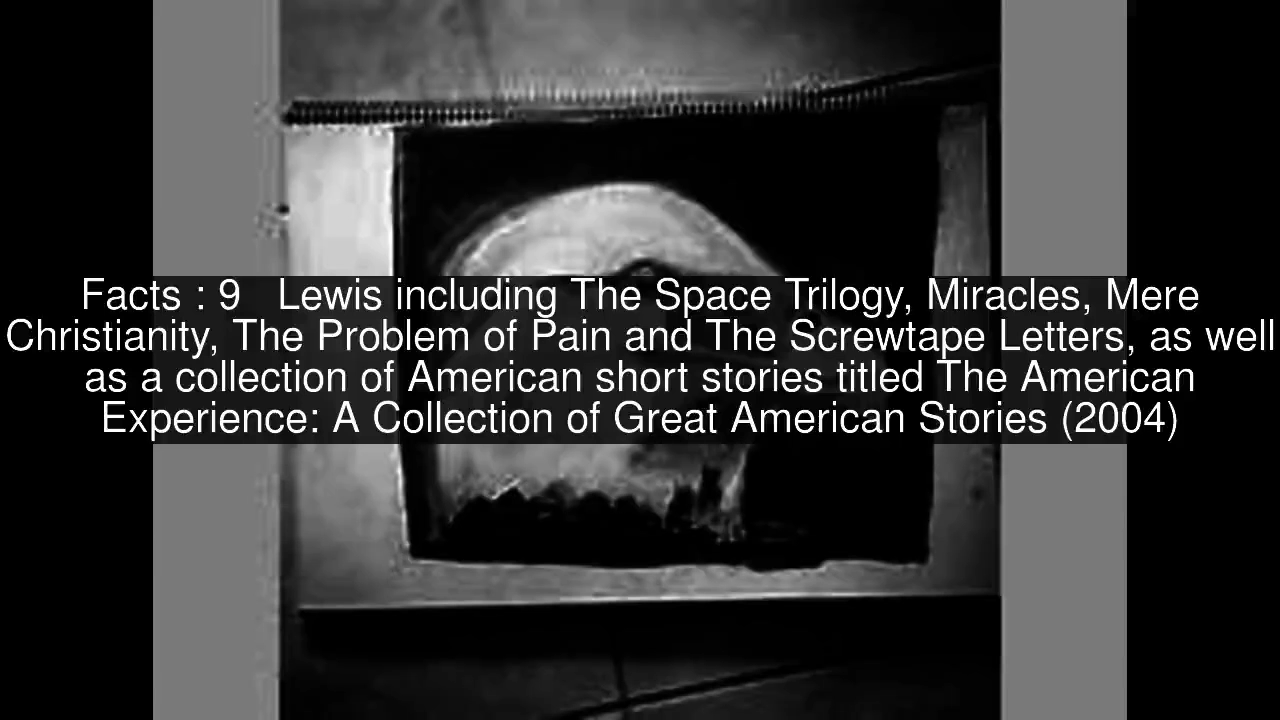 Facts : 9   Lewis including The Space Trilogy, Miracles, Mere
Christianity, The Problem of Pain and The Screwtape Letters, as well
as a collection of American short stories titled The American
Experience: A Collection of Great American Stories (2004)